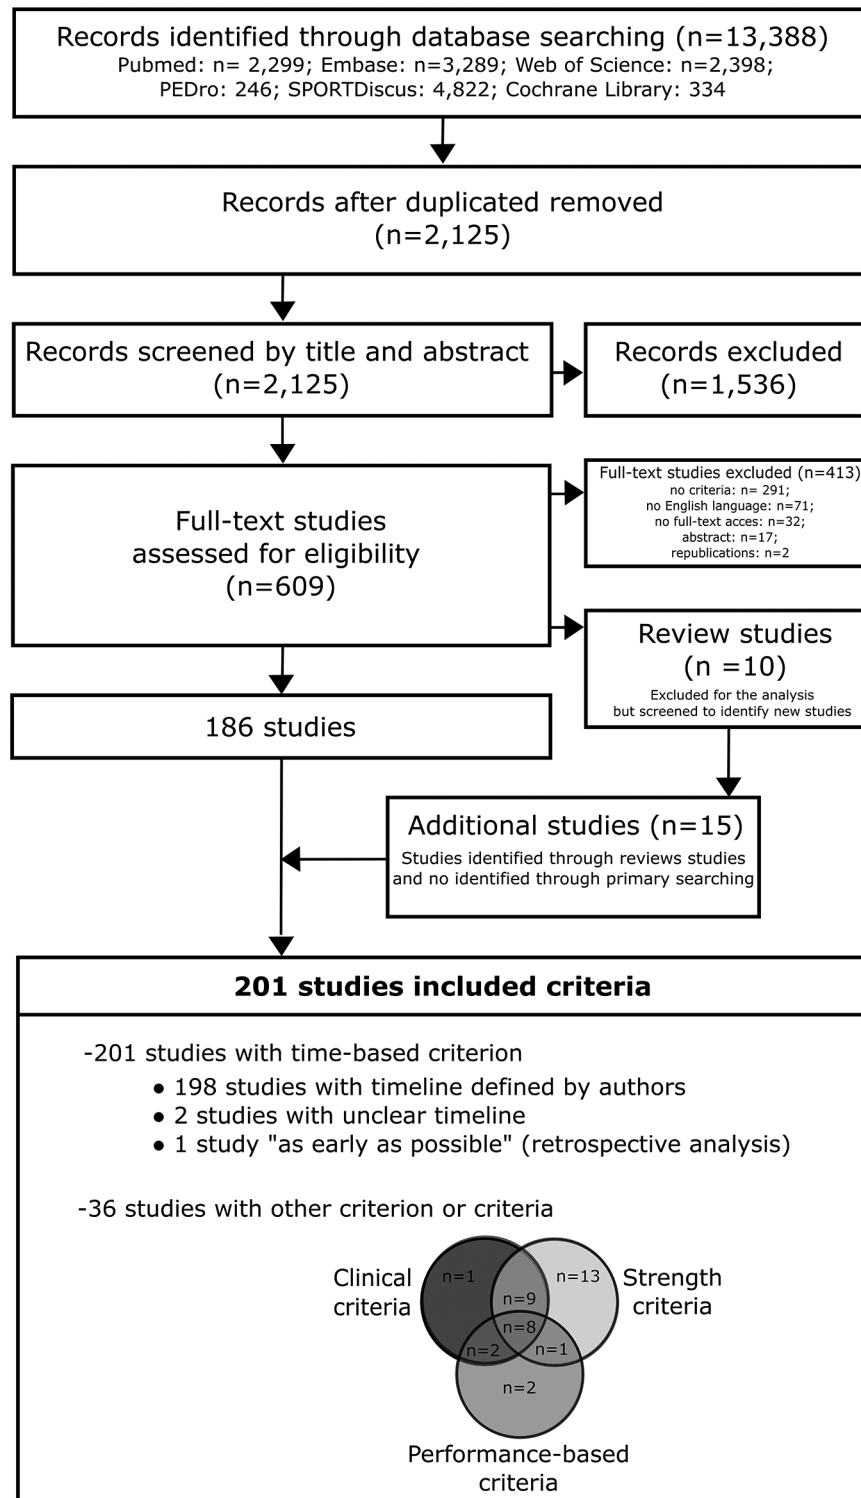 Records identified through database searching (n=13,388)
Pubmed: n= 2,299; Embase: n=3,289; Web of Science: n=2,398;
PEDro: 246; SPORTDiscus: 4,822; Cochrane Library: 334
Records after duplicated removed
(n=2,125)
Records screened by title and abstract
(n=2,125)
Records excluded
(n=1,536)
Full-text studies
assessed for eligibility
(n=609)
Full-text studies excluded (n=413)
no criteria: n= 291;
no English language: n=71;
no full-text acces: n=32;
abstract: n=17;
republications: n=2
Review studies
(n =10)
Excluded for the analysis
but screened to identify new studies
186 studies
Additional studies (n=15)
Studies identified through reviews studies
and no identified through primary searching
201 studies included criteria
-201 studies with time-based criterion
● 198 studies with timeline defined by authors
● 2 studies with unclear timeline
● 1 study "as early as possible" (retrospective analysis)
-36 studies with other criterion or criteria
Clinical
criteria
n=1
n=13
Strength
criteria
n=9
n=8
n=2
n=1
n=2
Performance-based
criteria